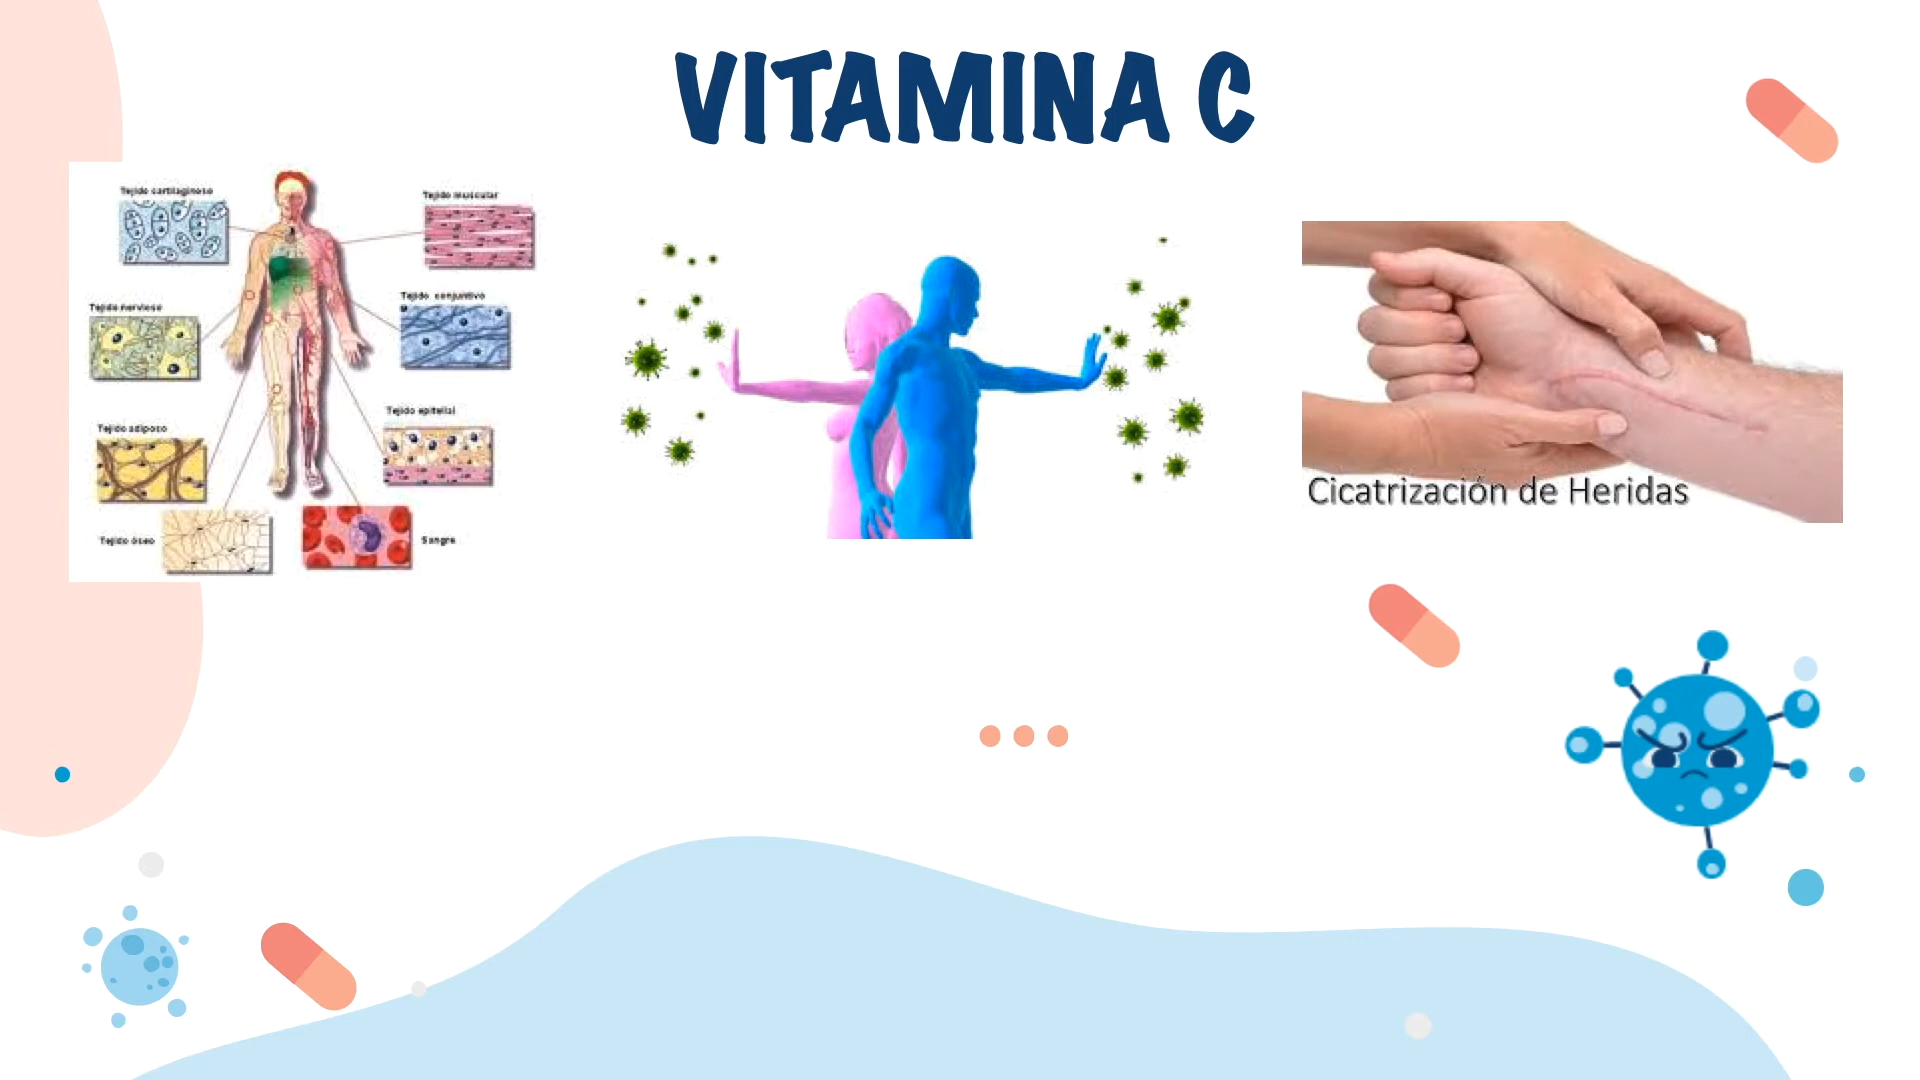 VITAMINA C
Tejido cartilaginoso
Tejido muscular
Tejido nervioso
Tejido conjuntivo
Tejido adiposo
Tejido epitelial
Tejido óseo
Sangre
Cicatrización de Heridas